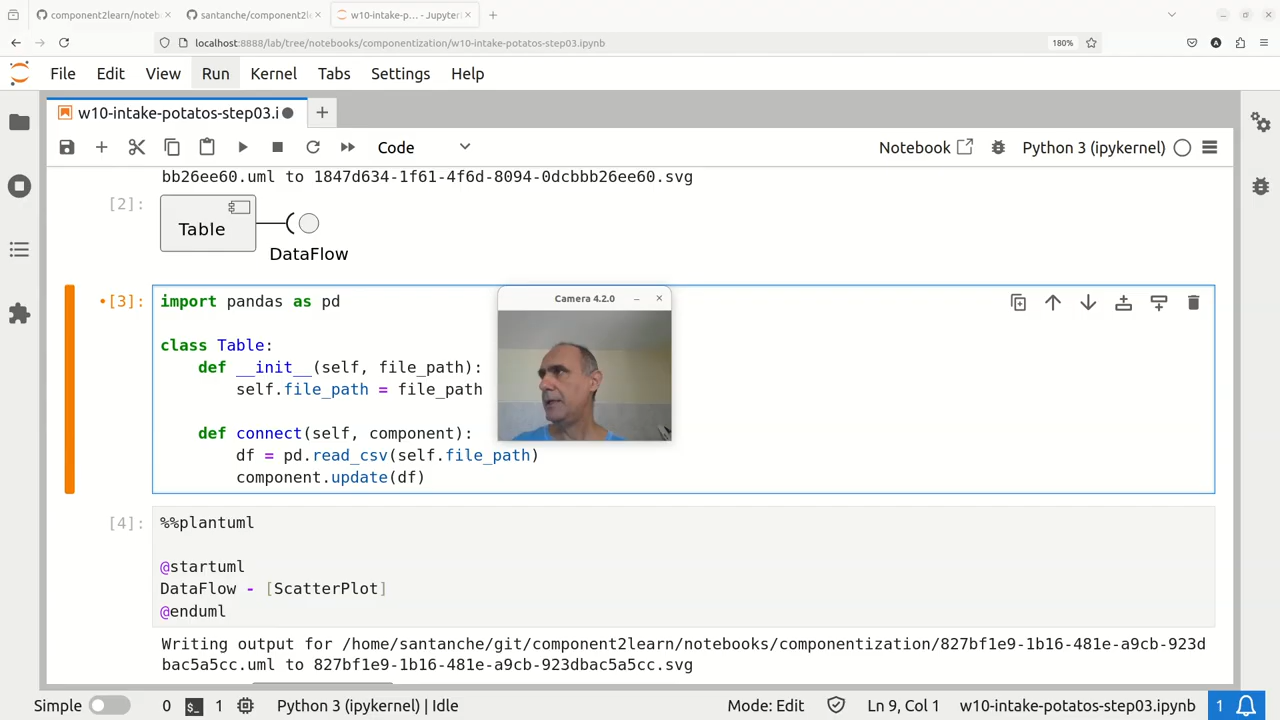 component2learn/noteb
santanche/component2l
w10-intake-p... - Jupyter
localhost:8888/lab/tree/notebooks/componentization/w10-intake-potatos-step03.ipynb
180%
File Edit View Run Kernel Tabs Settings Help
w10-intake-potatos-step03.i
Code
Notebook
Python 3 (ipykernel)
bb26ee60.uml to 1847d634-1f61-4f6d-8094-0dcbbb26ee60.svg
[2]:
Table
DataFlow
[3]:
import pandas as pd
class Table:
def __init__(self, file_path):
self.file_path = file_path
def connect(self, component):
df = pd.read_csv(self.file_path)
component.update(df)
Camera 4.2.0
[4]:
%%plantuml
@startuml
DataFlow - [ScatterPlot]
@enduml
Writing output for /home/santanche/git/component2learn/notebooks/componentization/827bf1e9-1b16-481e-a9cb-923d
bac5a5cc.uml to 827bf1e9-1b16-481e-a9cb-923dbac5a5cc.svg
Simple 0 1 Python 3 (ipykernel) | Idle Mode: Edit Ln 9, Col 1 w10-intake-potatos-step03.ipynb 1